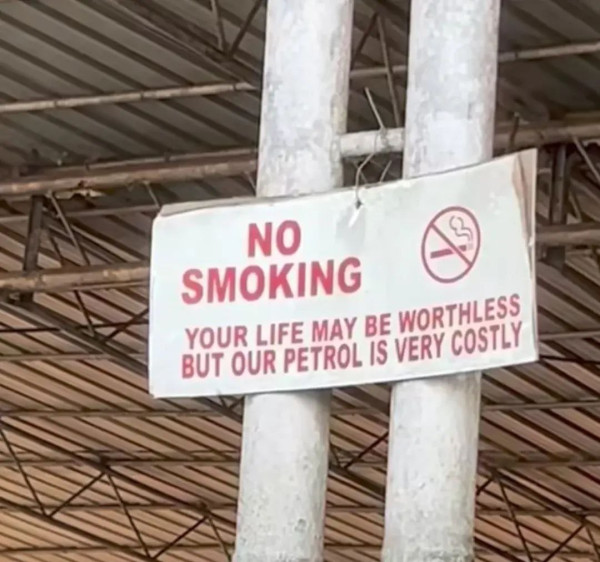 NO
SMOKING
YOUR LIFE MAY BE WORTHLESS
BUT OUR PETROL IS VERY COSTLY